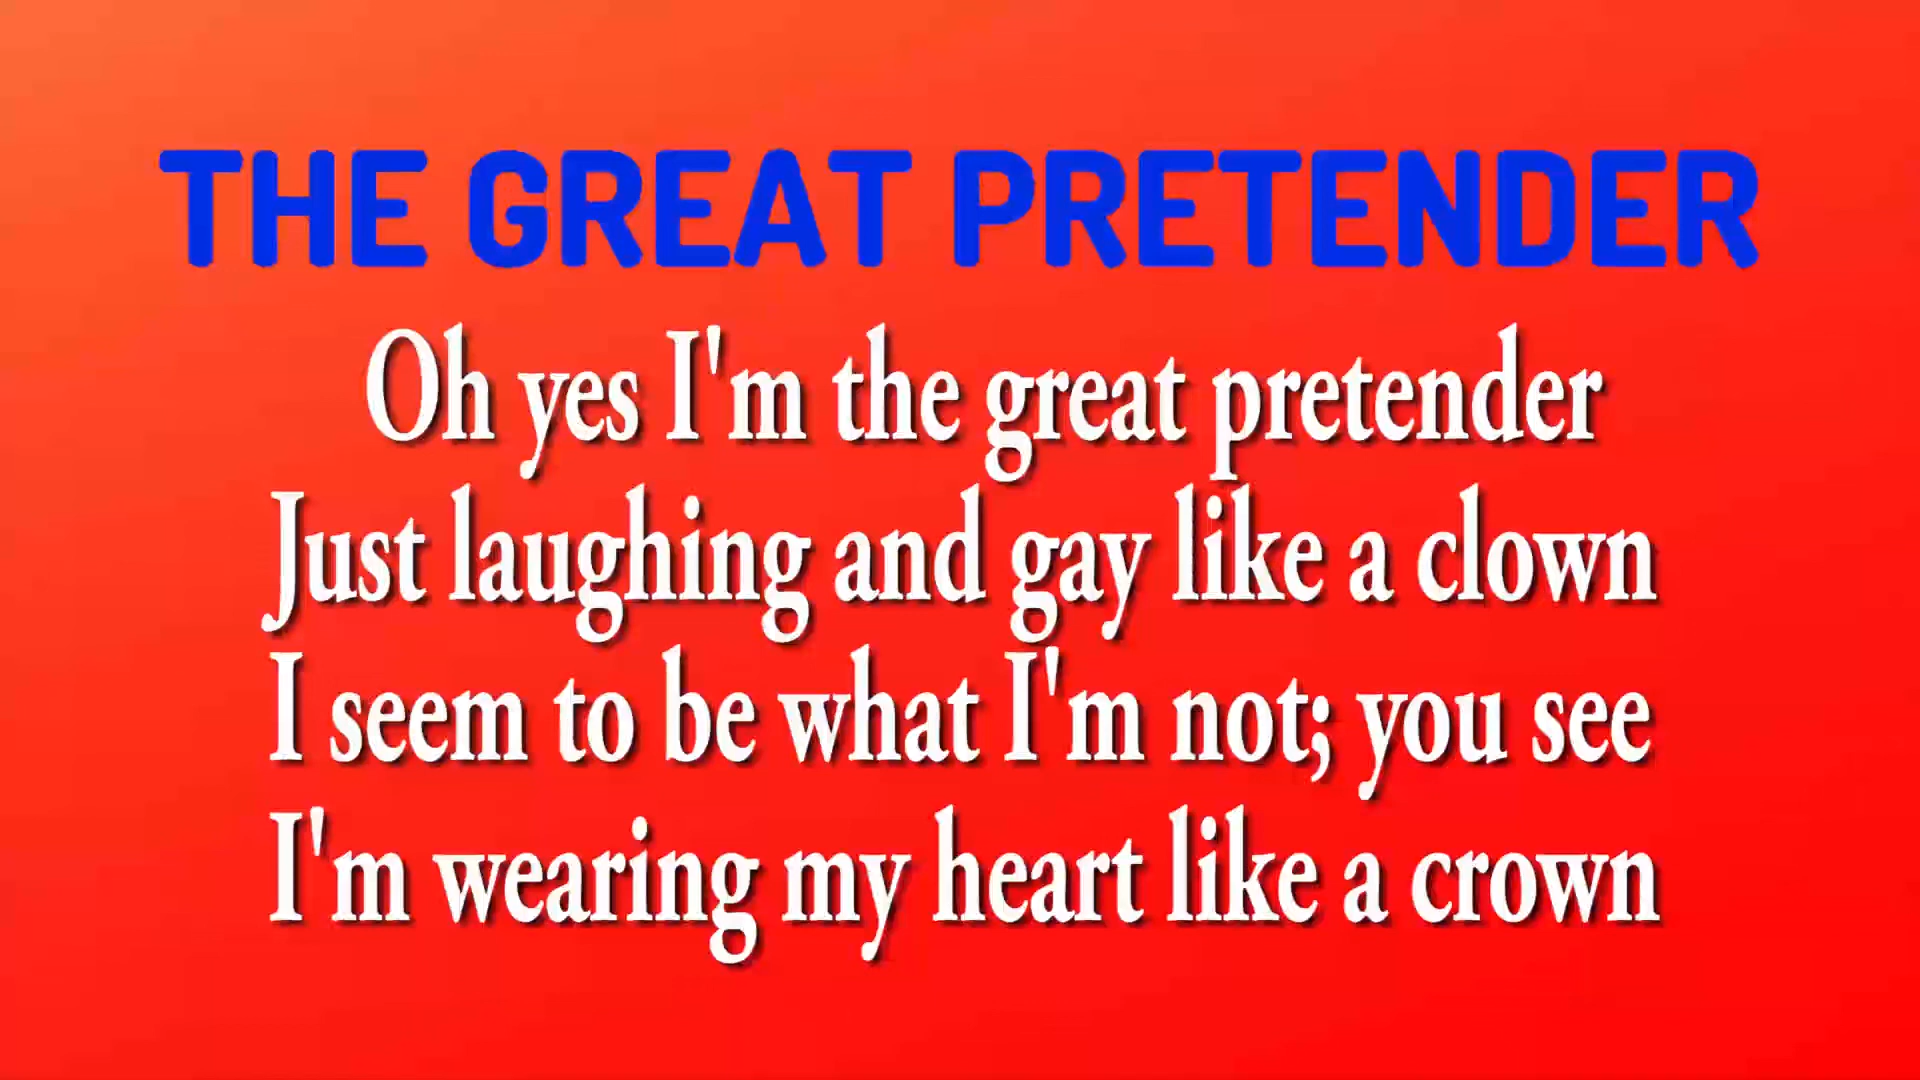 THE GREAT PRETENDER
Oh yes I'm the great pretender
Just laughing and gay like a clown
I seem to be what I'm not; you see
I'm wearing my heart like a crown